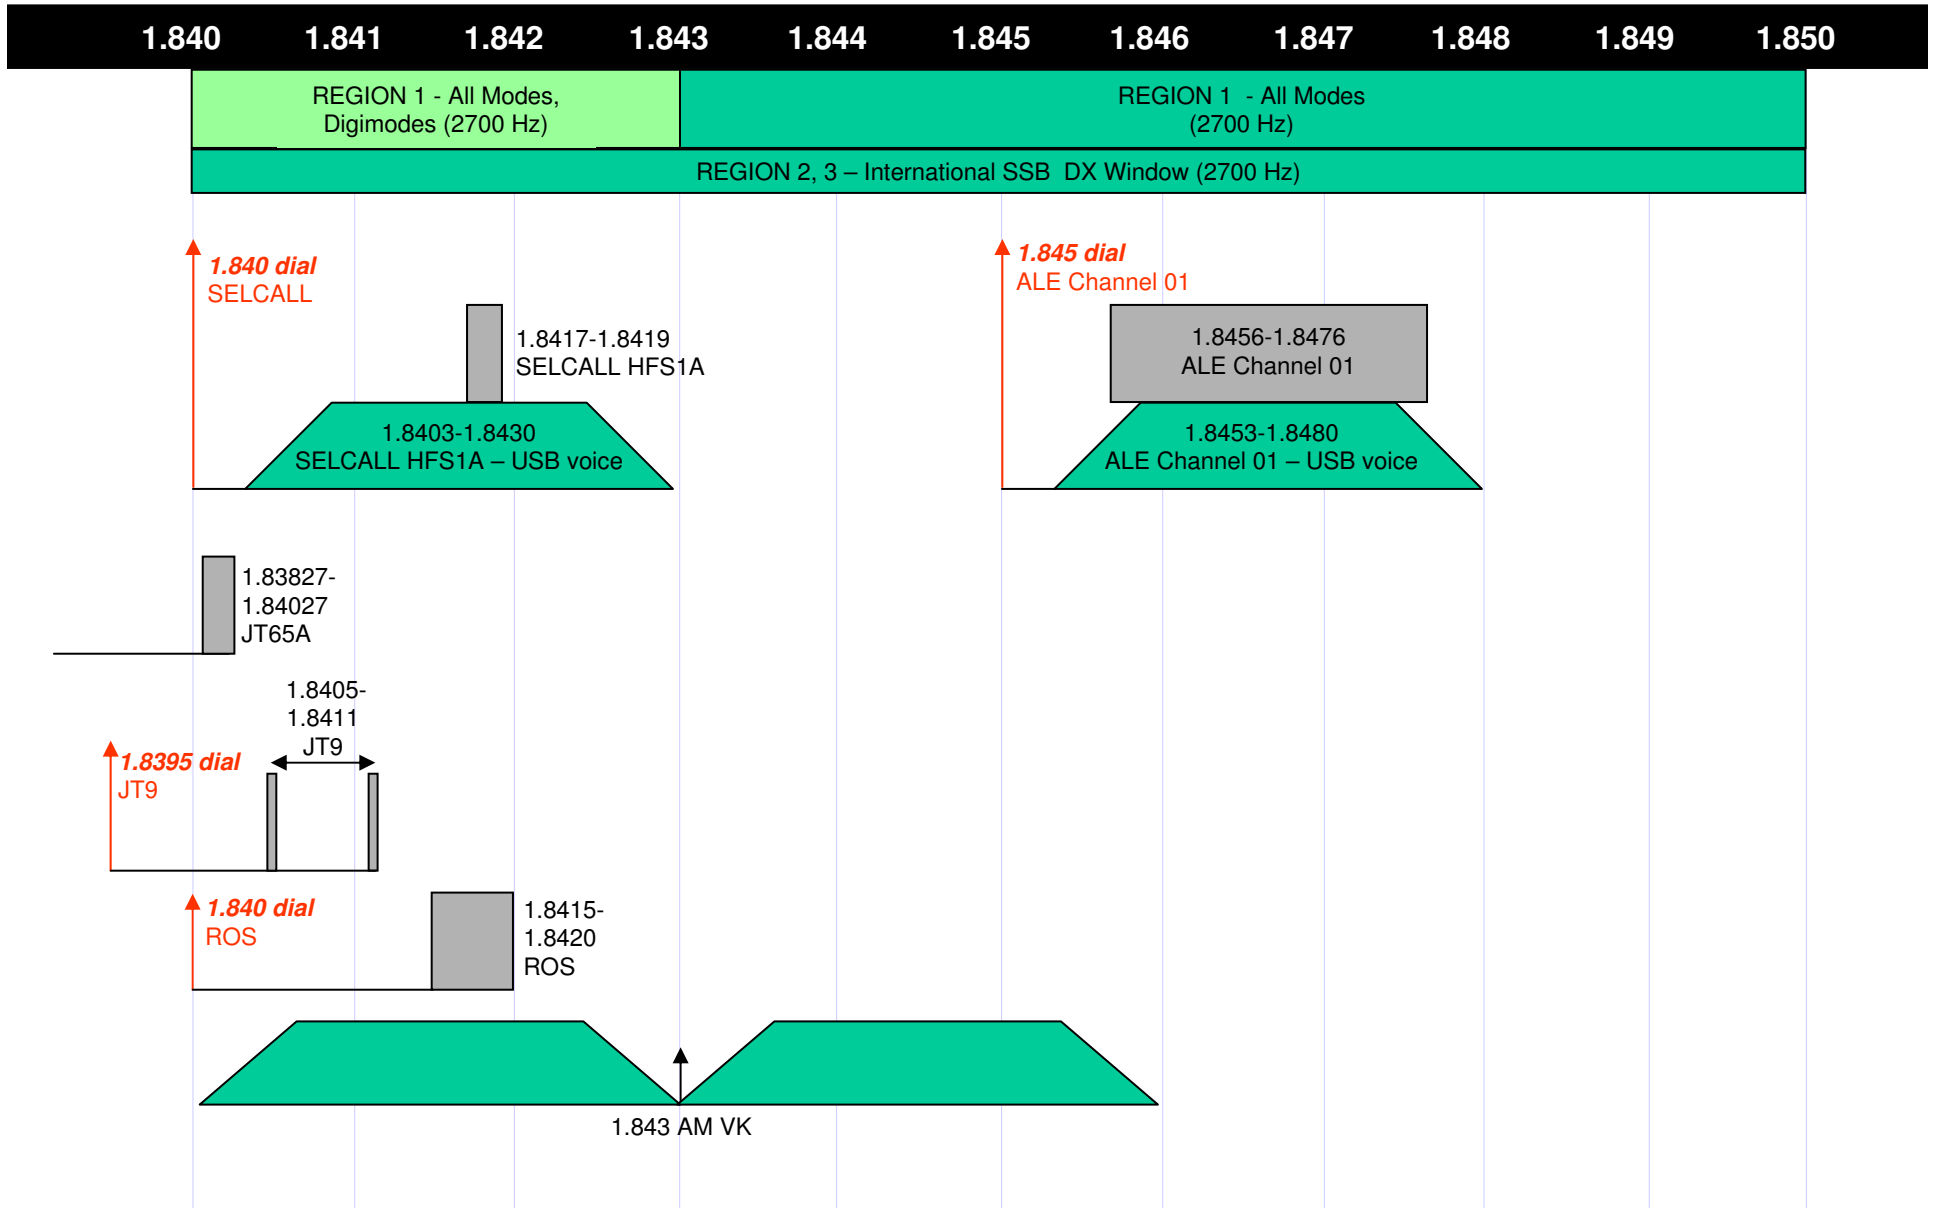 1.840 1.841 1.842 1.843 1.844 1.845 1.846 1.847 1.848 1.849 1.850
REGION 1 - All Modes,
Digimodes (2700 Hz)
REGION 1 - All Modes
(2700 Hz)
REGION 2, 3 – International SSB DX Window (2700 Hz)
1.840 dial
SELCALL
1.845 dial
ALE Channel 01
1.8417-1.8419
SELCALL HFS1A
1.8456-1.8476
ALE Channel 01
1.8403-1.8430
SELCALL HFS1A – USB voice
1.8453-1.8480
ALE Channel 01 – USB voice
1.83827-
1.84027
JT65A
1.8405-
1.8411
JT9
1.8395 dial
JT9
1.840 dial
ROS
1.8415-
1.8420
ROS
1.843 AM VK